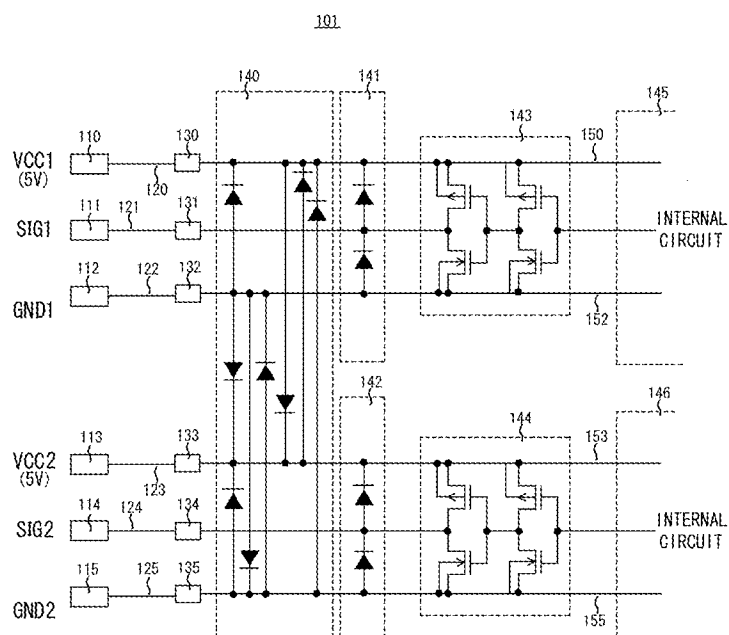 101
140
141
145
110
130
143
150
VCC1
(5V)
120
111
121
131
SIG1
INTERNAL
CIRCUIT
112
122
132
GND1
152
142
146
113
133
144
153
VCC2
(5V)
123
114
124
134
SIG2
INTERNAL
CIRCUIT
115
125
135
GND2
155